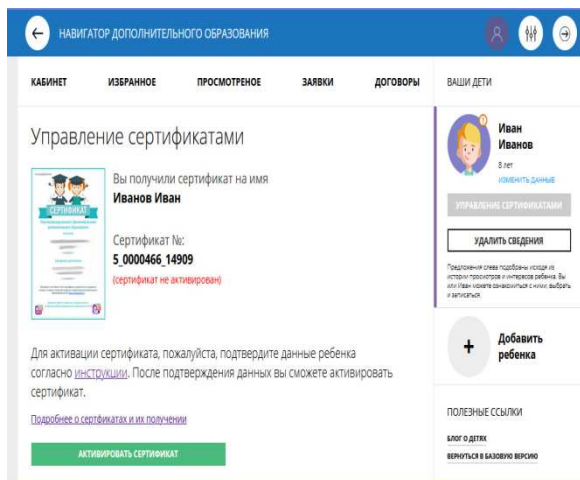 НАВИГАТОР ДОПОЛНИТЕЛЬНОГО ОБРАЗОВАНИЯ
КАБИНЕТ ИЗБРАННОЕ ПРОСМОТРЕНОЕ ЗАЯВКИ ДОГОВОРЫ
Управление сертификатами
СЕРТИФИКАТ
Вы получили сертификат на имя
Иванов Иван
Сертификат №:
5_0000466_14909
(сертификат не активирован)
Для активации сертификата, пожалуйста, подтвердите данные ребенка
согласно инструкции. После подтверждения данных вы сможете активировать
сертификат.
Подробнее о сертфикатах и их получении
АКТИВИРОВАТЬ СЕРТИФИКАТ
ВАШИ ДЕТИ
Иван
Иванов
8 лет
ИЗМЕНИТЬ ДАННЫЕ
УПРАВЛЕНИЕ СЕРТИФИКАТАМИ
УДАЛИТЬ СВЕДЕНИЯ
Предложения слева подобраны исходя из
истории просмотров и интересов ребенка. Вы
или Иван можете ознакомиться с ними, выбрать
и записаться.
Добавить
ребенка
ПОЛЕЗНЫЕ ССЫЛКИ
БЛОГ О ДЕТЯХ
ВЕРНУТЬСЯ В БАЗОВУЮ ВЕРСИЮ